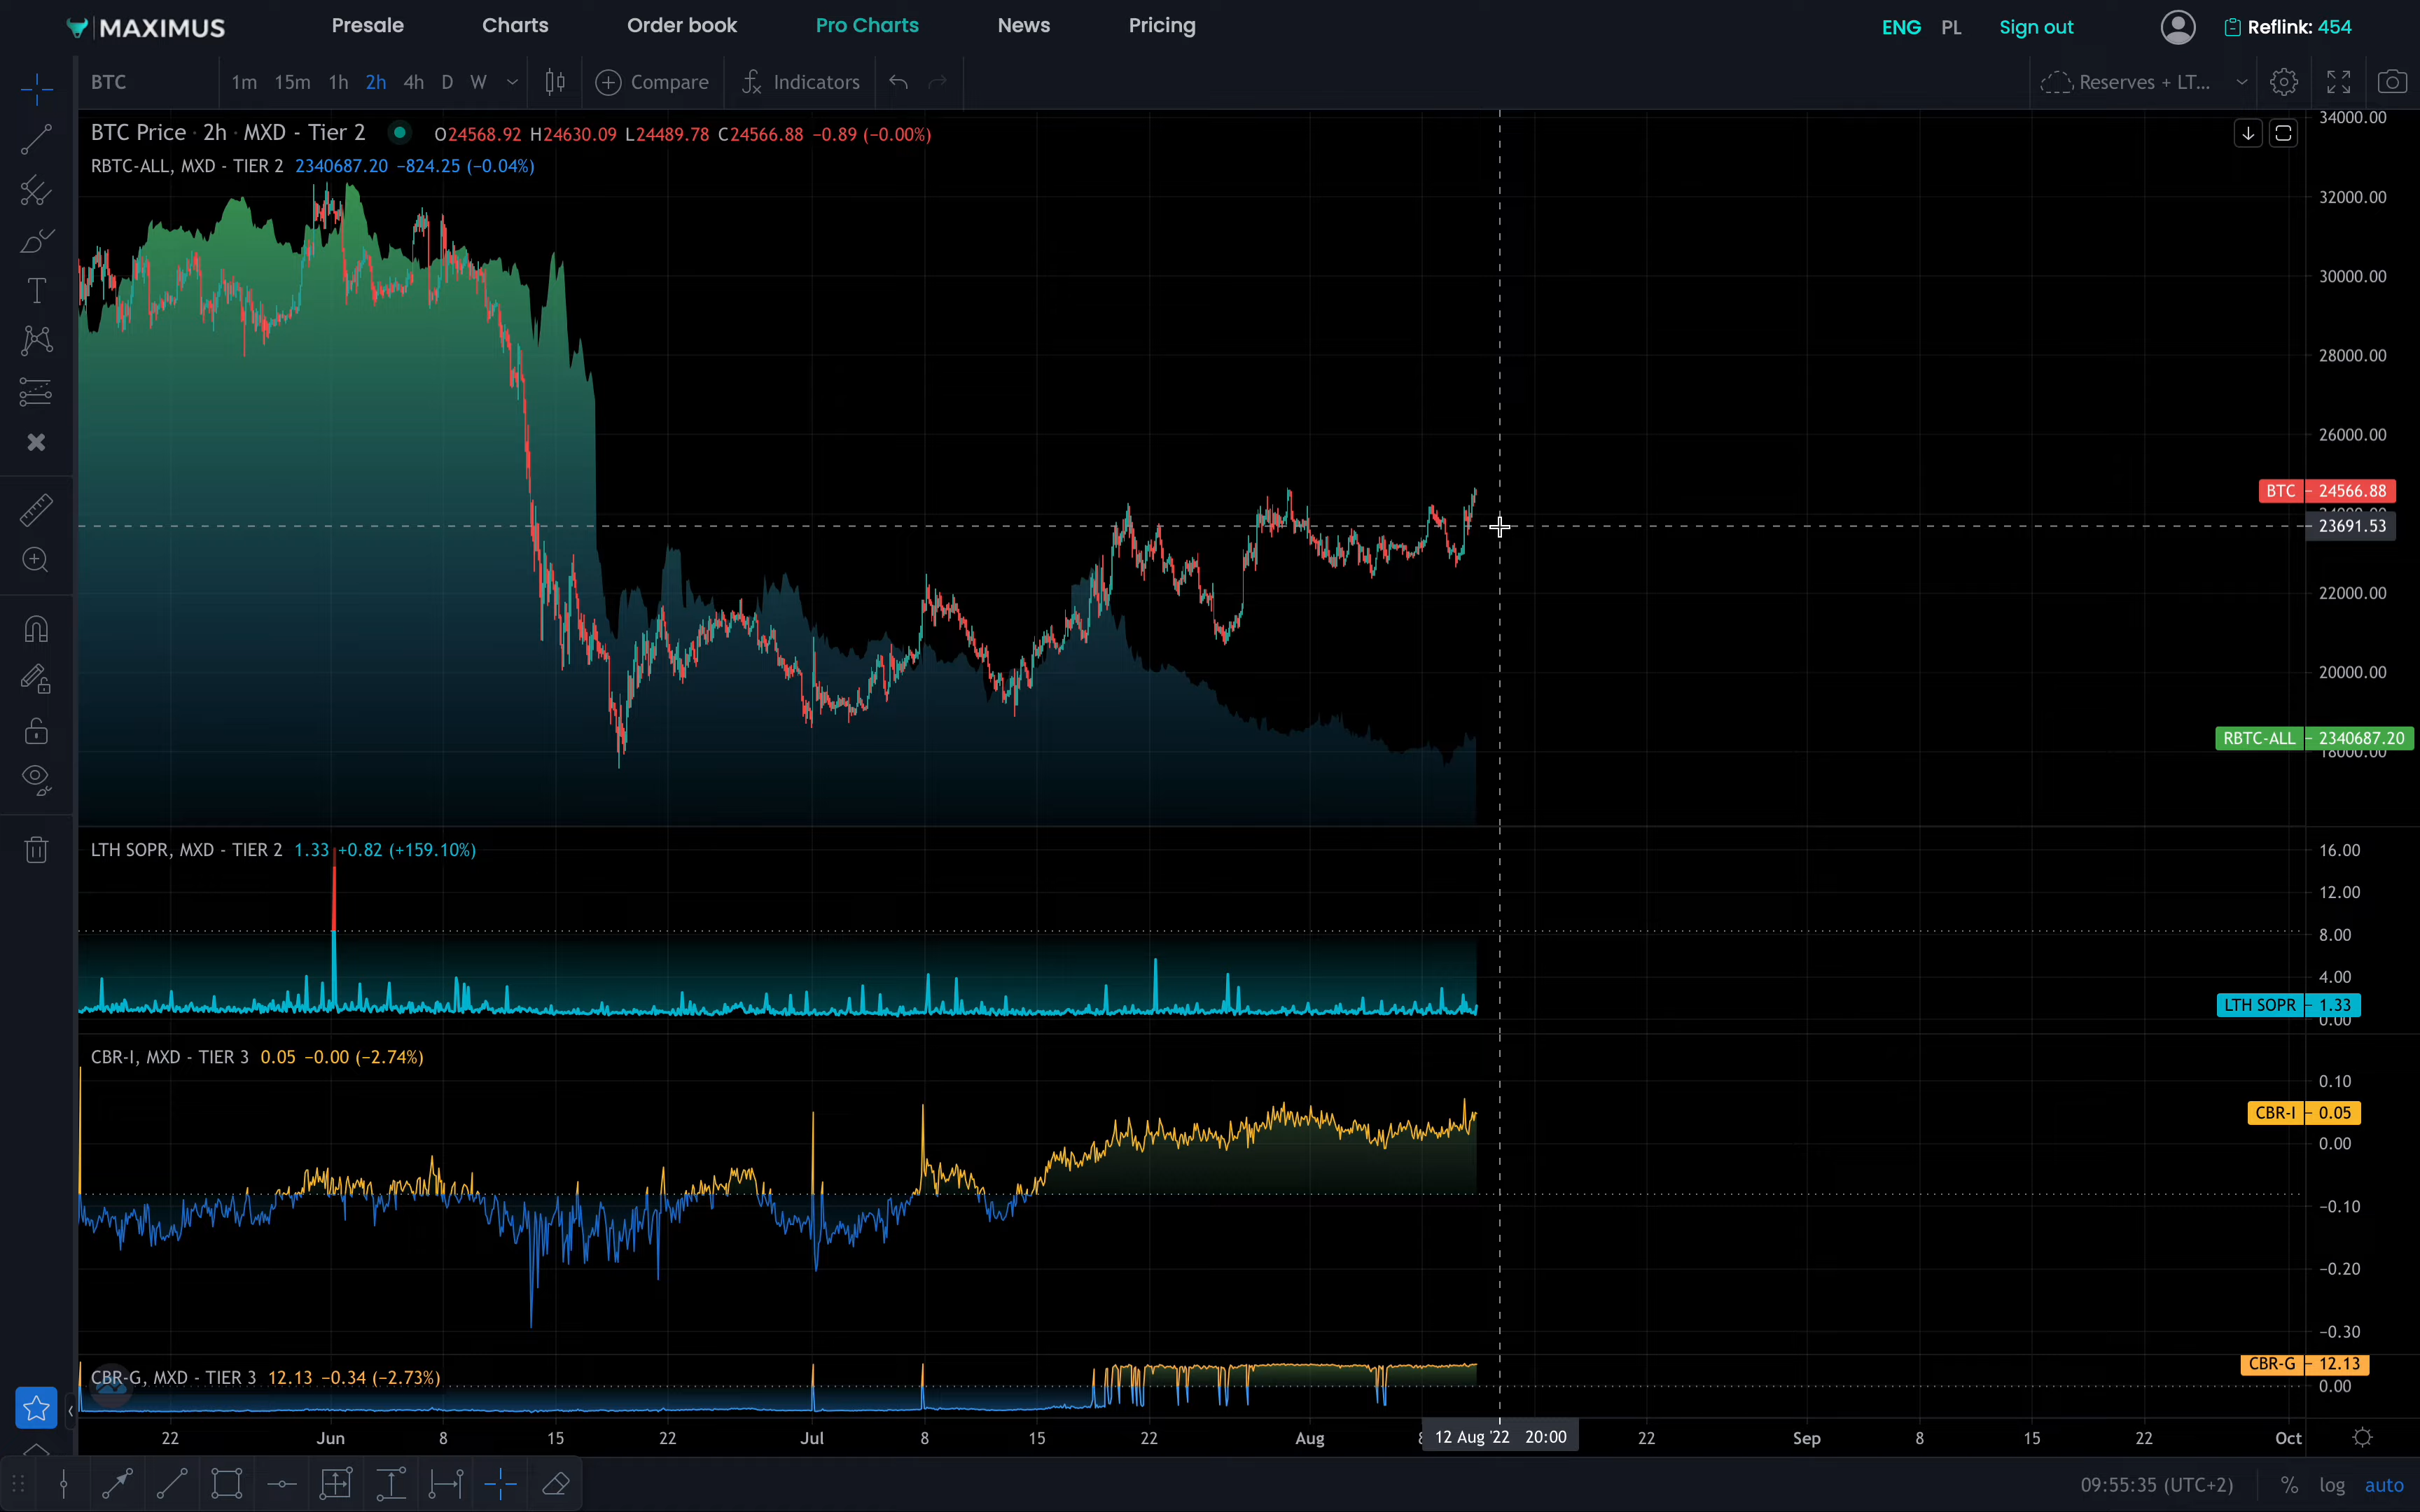 MAXIMUS Presale Charts Order book Pro Charts News Pricing ENG PL Sign out Reflink: 454
BTC 1m 15m 1h 2h 4h D W Compare Indicators Reserves + LT...
BTC Price · 2h · MXD - Tier 2 O24568.92 H24630.09 L24489.78 C24566.88 −0.89 (−0.00%)
RBTC-ALL, MXD - TIER 2 2340687.20 −824.25 (−0.04%)
34000.00
32000.00
30000.00
28000.00
26000.00
BTC 24566.88
24000.00
23691.53
22000.00
20000.00
RBTC-ALL 2340687.20
18000.00
LTH SOPR, MXD - TIER 2 1.33 +0.82 (+159.10%)
16.00
12.00
8.00
4.00
LTH SOPR 1.33
0.00
CBR-I, MXD - TIER 3 0.05 −0.00 (−2.74%)
0.10
CBR-I 0.05
0.00
−0.10
−0.20
−0.30
CBR-G, MXD - TIER 3 12.13 −0.34 (−2.73%)
CBR-G 12.13
0.00
22 Jun 8 15 22 Jul 8 15 22 Aug 8 12 Aug '22 20:00 22 Sep 8 15 22 Oct
09:55:35 (UTC+2) % log auto